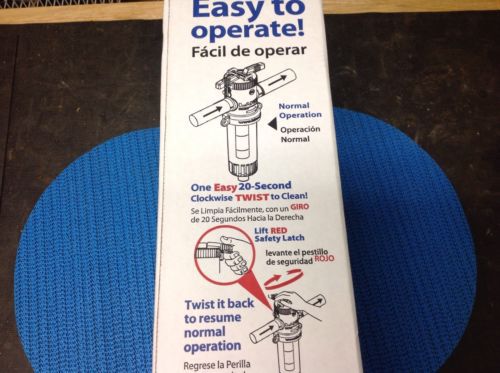 Easy to
operate!
Fácil de operar
Normal
Operation
Operación
Normal
One Easy 20-Second
Clockwise TWIST to Clean!
Se Limpia Fácilmente, con un GIRO
de 20 Segundos Hacia la Derecha
Lift RED
Safety Latch
levante el pestillo
de seguridad ROJO
Twist it back
to resume
normal
operation
Regrese la Perilla